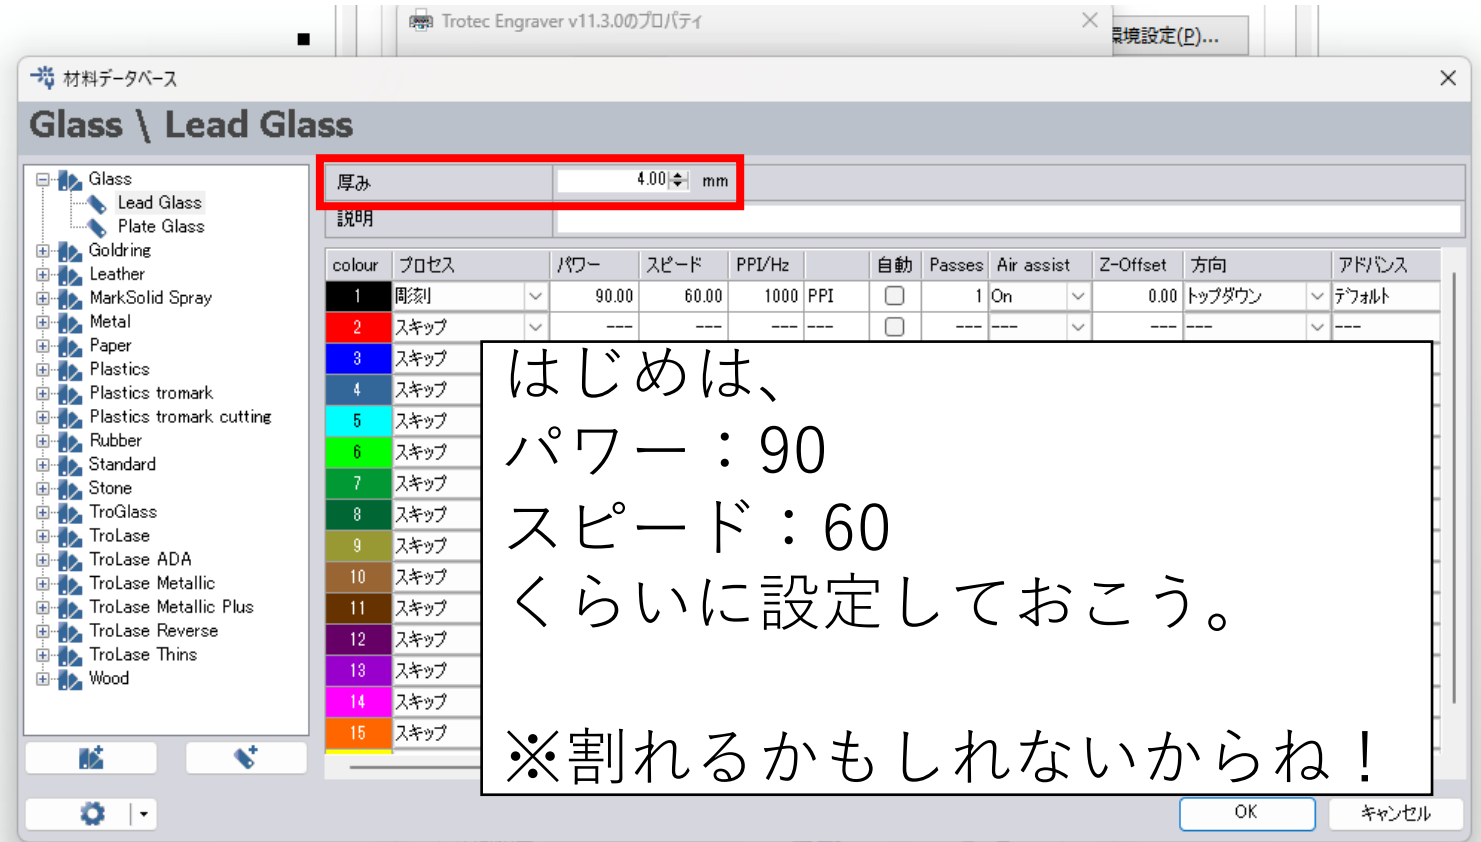 Trotec Engraver v11.3.0のプロパティ
環境設定(P)...
材料データベース
Glass \ Lead Glass
Glass
Lead Glass
Plate Glass
Goldring
Leather
MarkSolid Spray
Metal
Paper
Plastics
Plastics tromark
Plastics tromark cutting
Rubber
Standard
Stone
TroGlass
TroLase
TroLase ADA
TroLase Metallic
TroLase Metallic Plus
TroLase Reverse
TroLase Thins
Wood
厚み 4.00 mm
説明
colour プロセス パワー スピード PPI/Hz 自動 Passes Air assist Z-Offset 方向 アドバンス
1 彫刻 90.00 60.00 1000 PPI 1 On 0.00 トップダウン デフォルト
2 スキップ --- --- --- --- --- --- --- --- ---
3 スキップ
4 スキップ
5 スキップ
6 スキップ
7 スキップ
8 スキップ
9 スキップ
10 スキップ
11 スキップ
12 スキップ
13 スキップ
14 スキップ
15 スキップ
はじめは、
パワー：90
スピード：60
くらいに設定しておこう。
※割れるかもしれないからね！
OK キャンセル